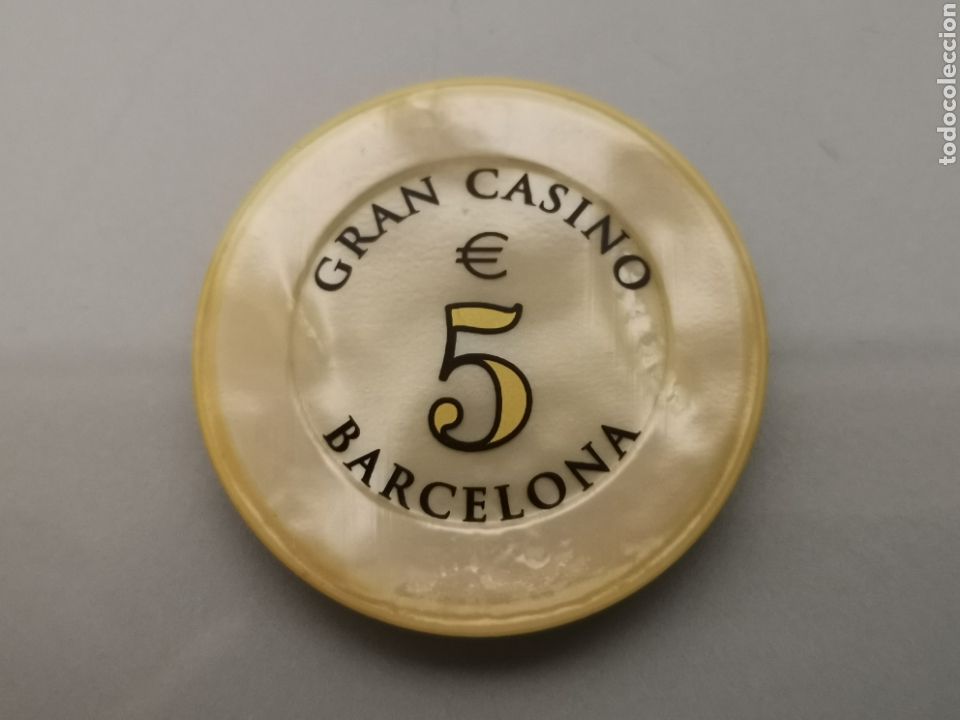 GRAN CASINO
€
5
BARCELONA
todocoleccion